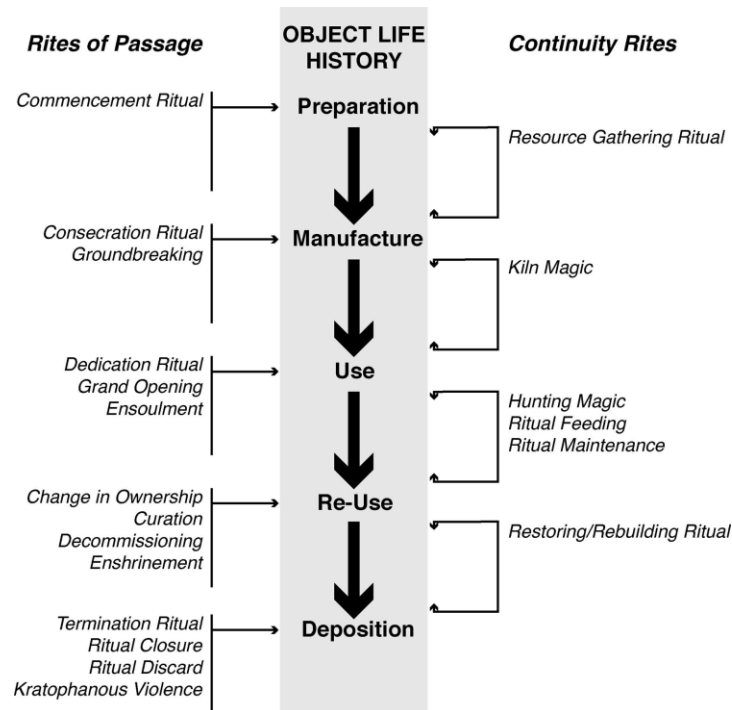 Rites of Passage
OBJECT LIFE
HISTORY
Continuity Rites
Commencement Ritual
Preparation
Resource Gathering Ritual
Consecration Ritual
Groundbreaking
Manufacture
Kiln Magic
Dedication Ritual
Grand Opening
Ensoulment
Use
Hunting Magic
Ritual Feeding
Ritual Maintenance
Change in Ownership
Curation
Decommissioning
Enshrinement
Re-Use
Restoring/Rebuilding Ritual
Termination Ritual
Ritual Closure
Ritual Discard
Kratophanous Violence
Deposition